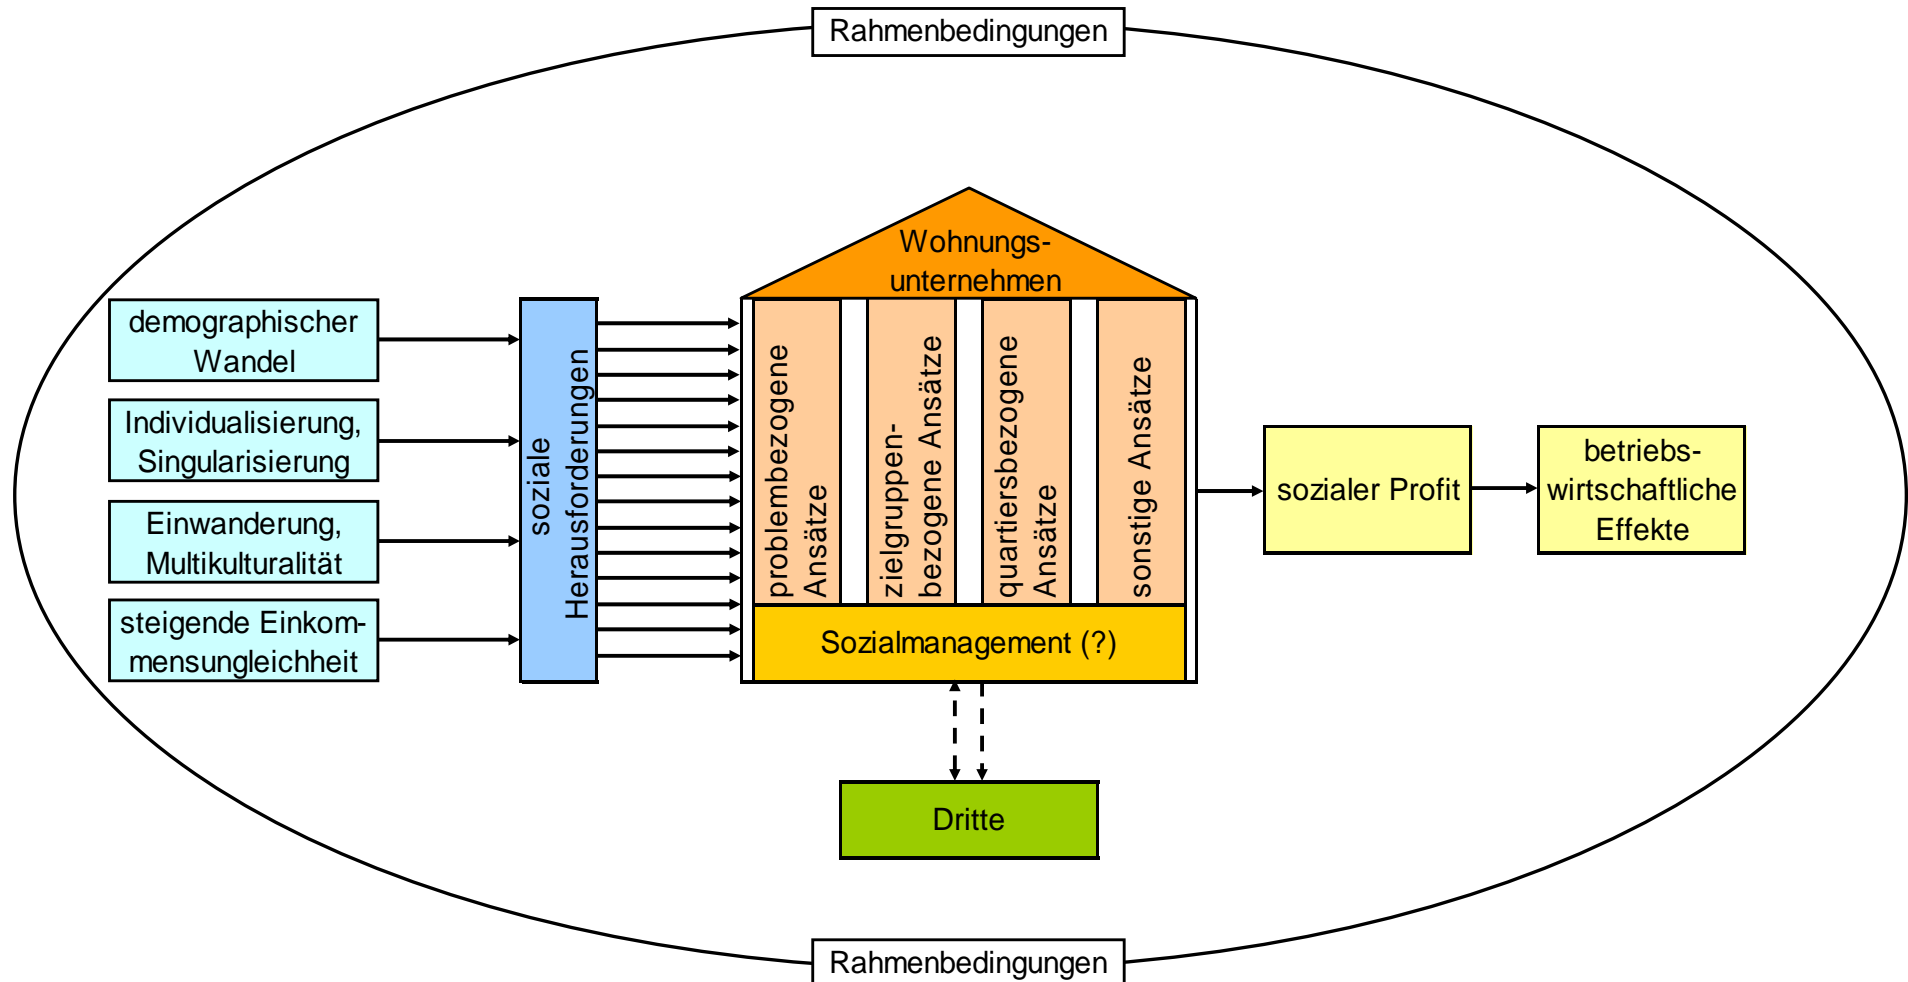 Rahmenbedingungen
demographischer
Wandel
Individualisierung,
Singularisierung
Einwanderung,
Multikulturalität
steigende Einkom-
mensungleichheit
soziale
Herausforderungen
Wohnungs-
unternehmen
problembezogene
Ansätze
zielgruppen-
bezogene Ansätze
quartiersbezogene
Ansätze
sonstige Ansätze
Sozialmanagement (?)
Dritte
sozialer Profit
betriebs-
wirtschaftliche
Effekte
Rahmenbedingungen